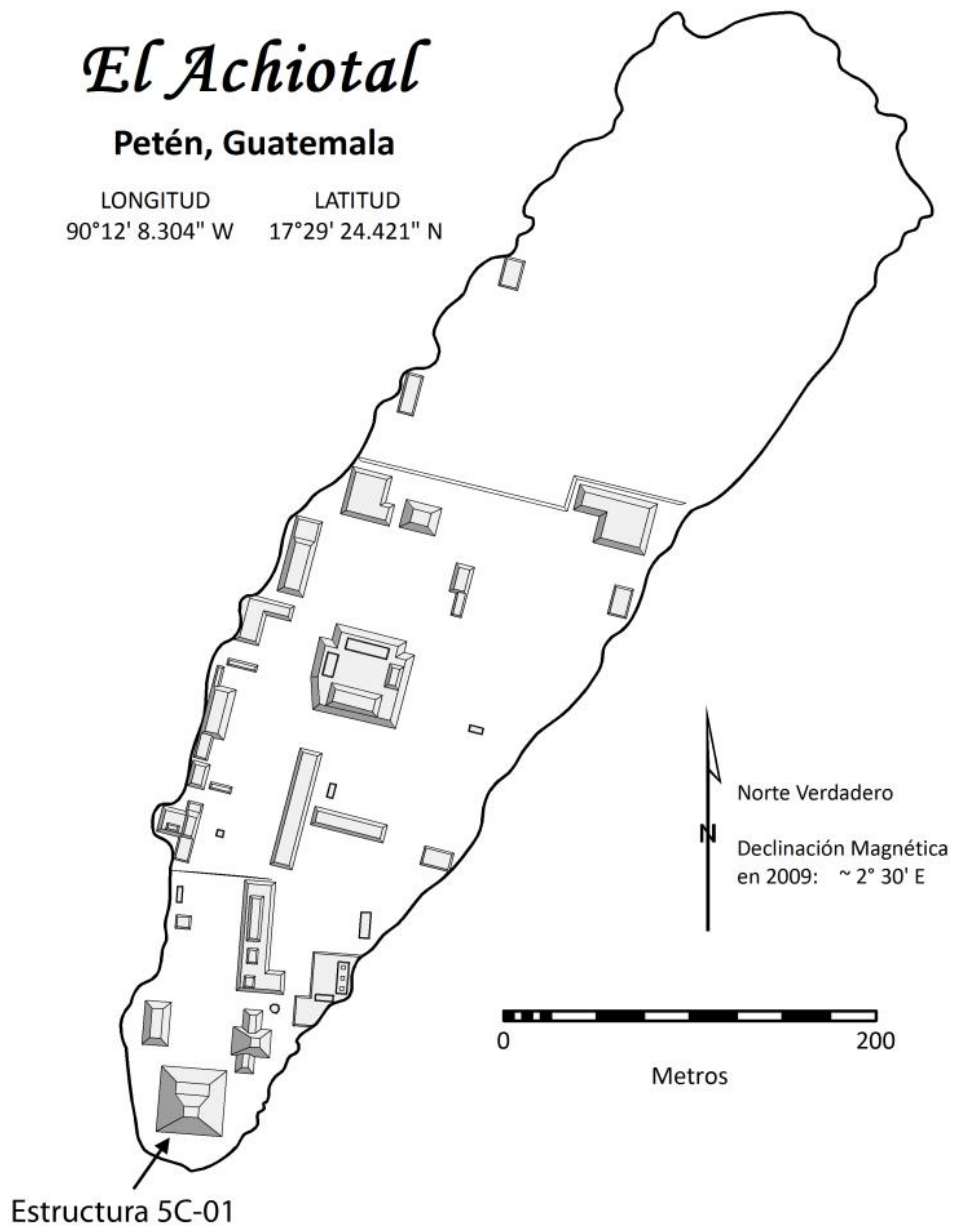 El Achiotal
Petén, Guatemala
LONGITUD LATITUD
90°12' 8.304" W 17°29' 24.421" N
Norte Verdadero
N
Declinación Magnética
en 2009: ~ 2° 30' E
0 200
Metros
Estructura 5C-01